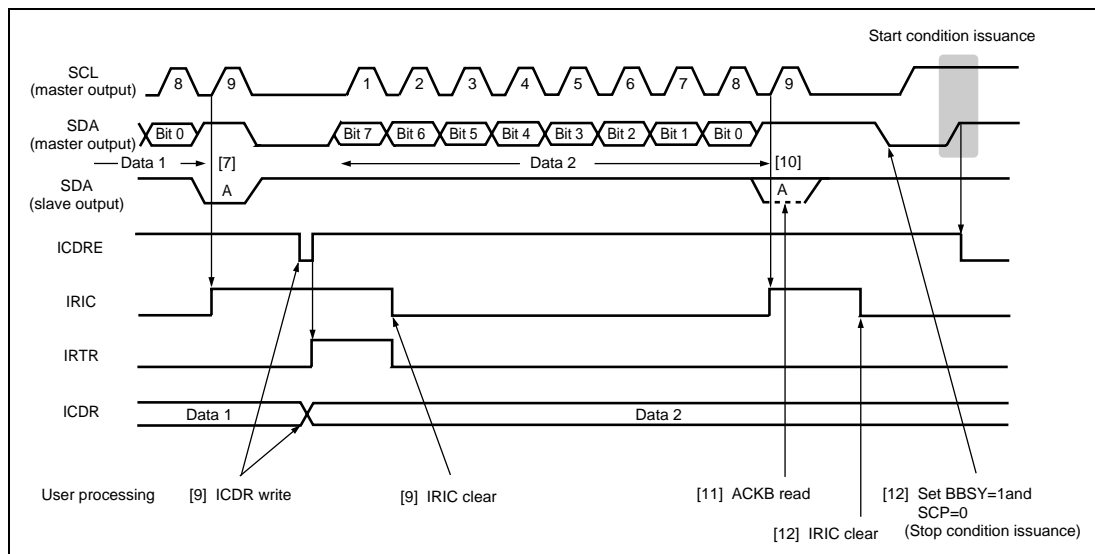 Start condition issuance
SCL
(master output)
8 9 1 2 3 4 5 6 7 8 9
SDA
(master output)
Bit 0 Bit 7 Bit 6 Bit 5 Bit 4 Bit 3 Bit 2 Bit 1 Bit 0
Data 1 [7] Data 2 [10]
SDA
(slave output)
A A
ICDRE
IRIC
IRTR
ICDR
Data 1 Data 2
User processing [9] ICDR write [9] IRIC clear [11] ACKB read [12] Set BBSY=1and
SCP=0
(Stop condition issuance)
[12] IRIC clear